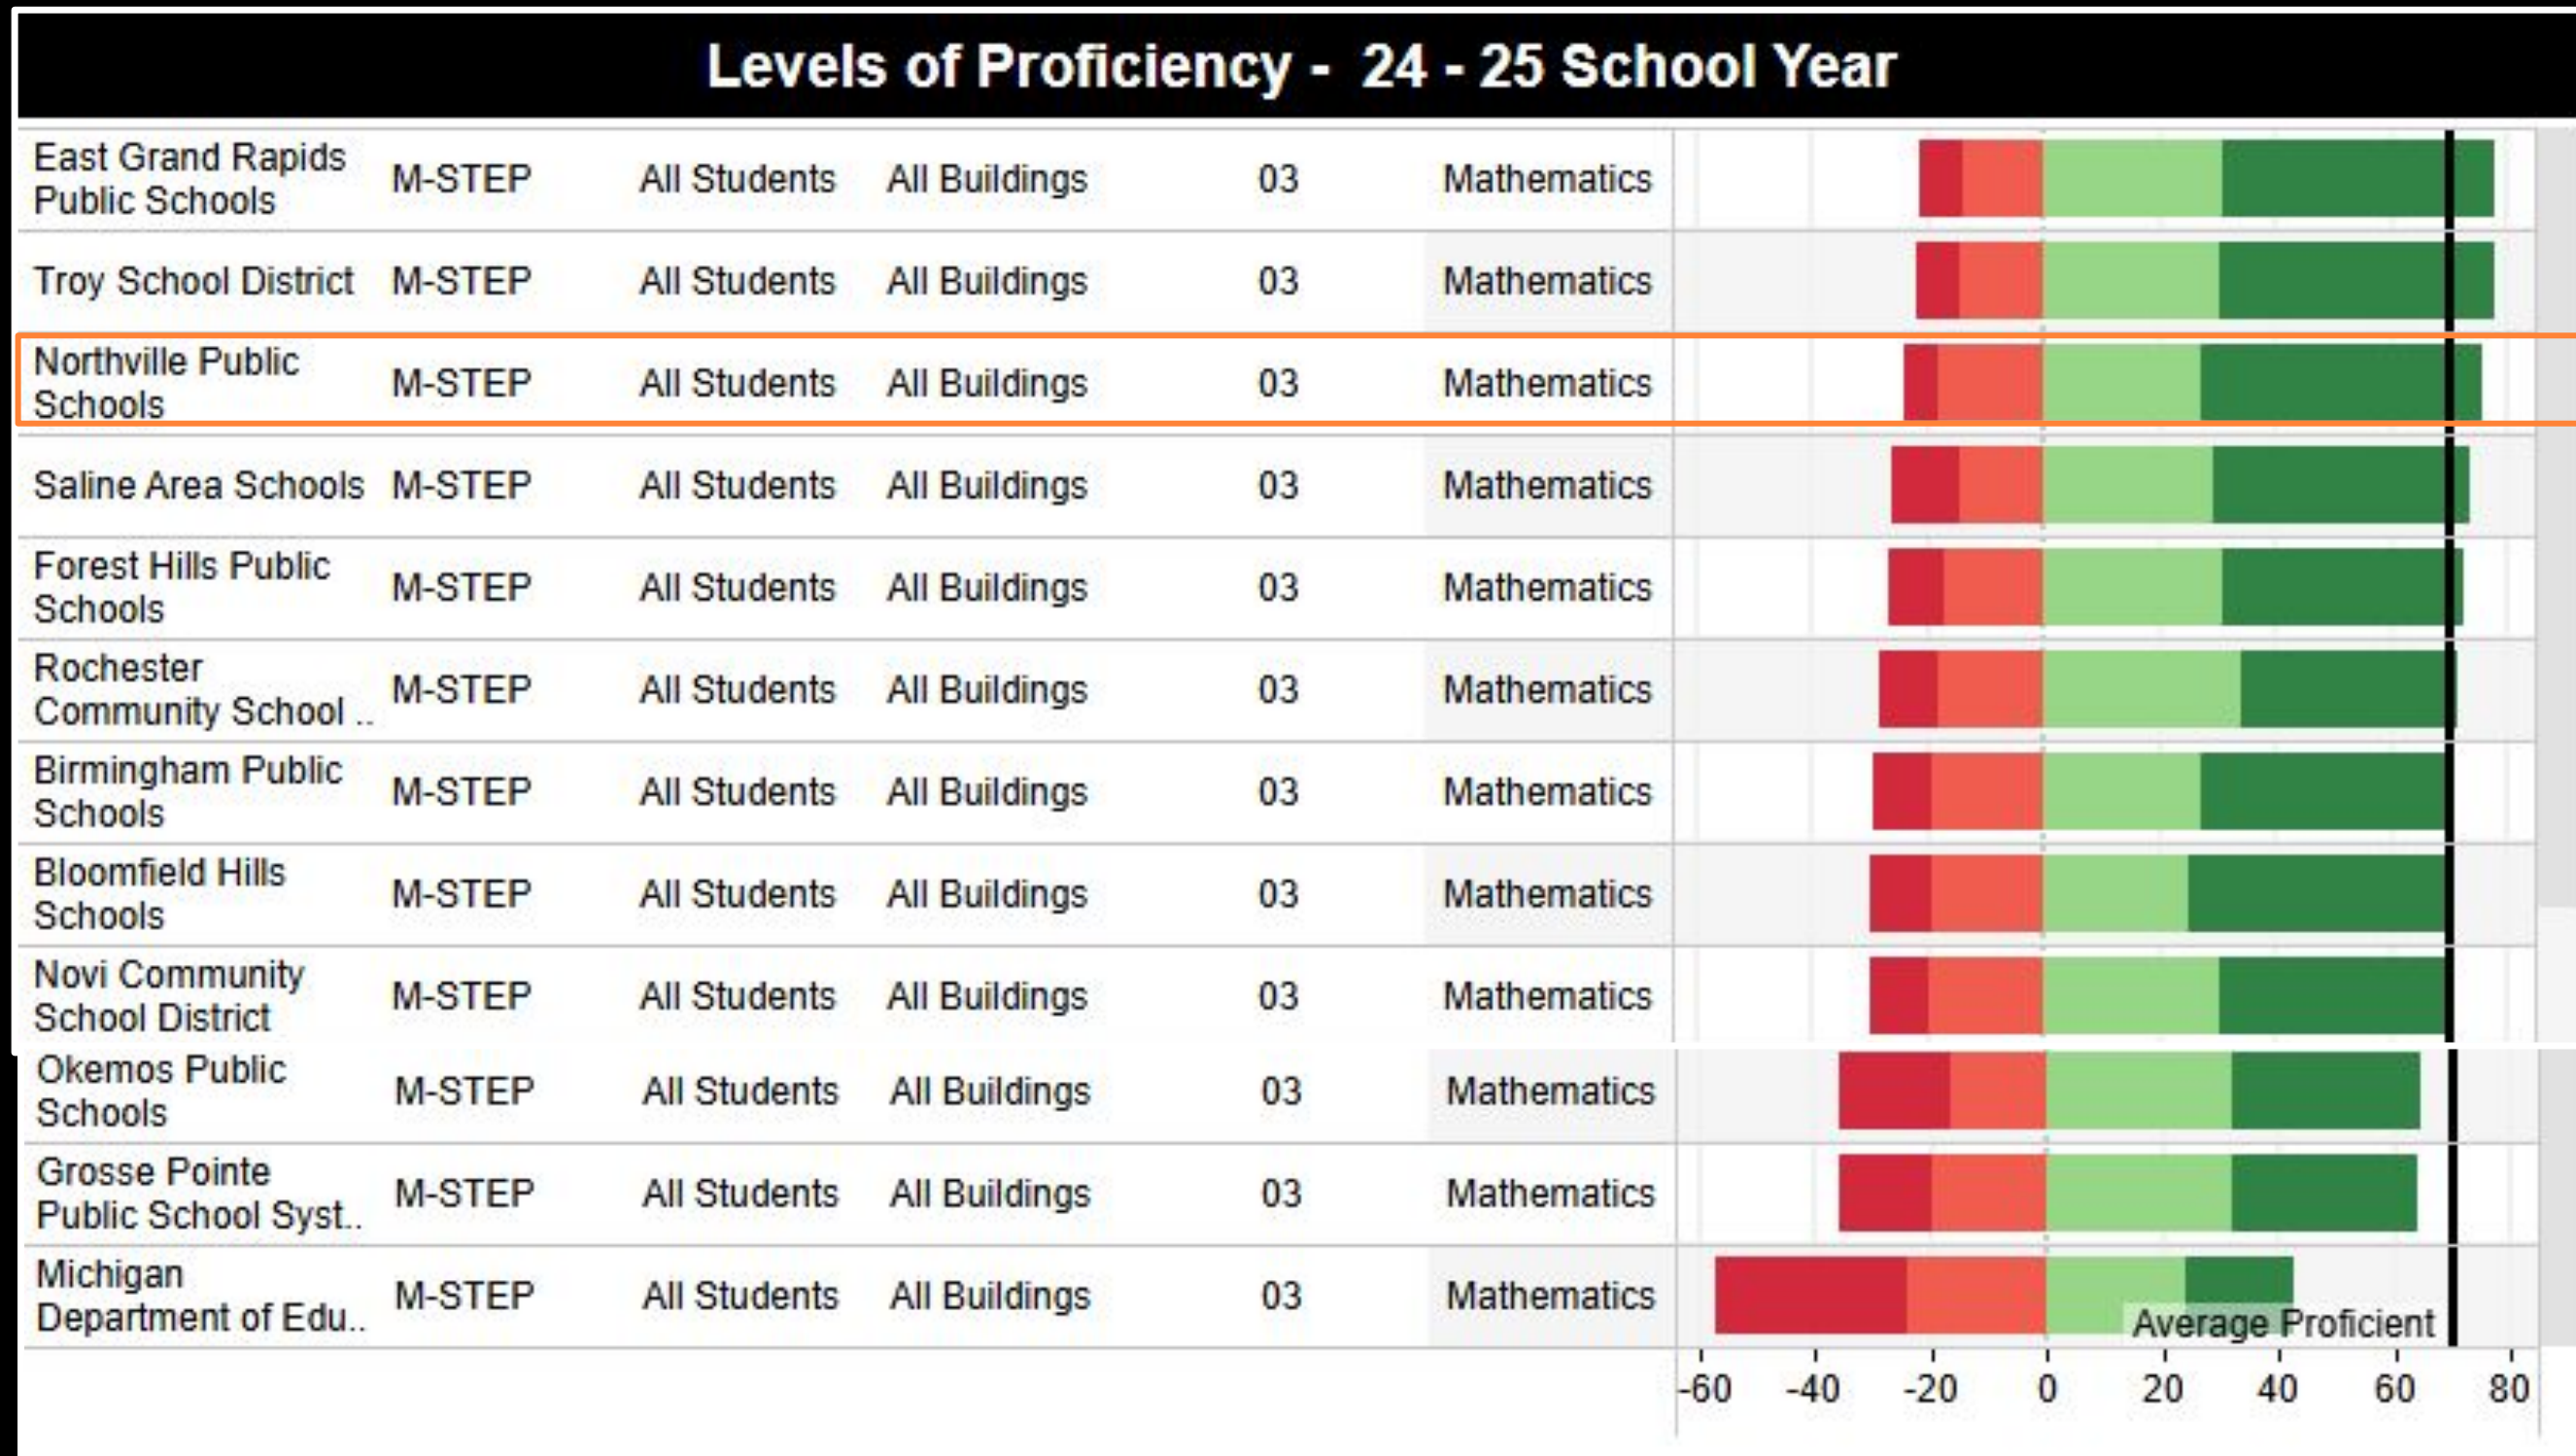 Levels of Proficiency - 24 - 25 School Year
East Grand Rapids
Public Schools
M-STEP All Students All Buildings 03 Mathematics
Troy School District M-STEP All Students All Buildings 03 Mathematics
Northville Public
Schools
M-STEP All Students All Buildings 03 Mathematics
Saline Area Schools M-STEP All Students All Buildings 03 Mathematics
Forest Hills Public
Schools
M-STEP All Students All Buildings 03 Mathematics
Rochester
Community School ..
M-STEP All Students All Buildings 03 Mathematics
Birmingham Public
Schools
M-STEP All Students All Buildings 03 Mathematics
Bloomfield Hills
Schools
M-STEP All Students All Buildings 03 Mathematics
Novi Community
School District
M-STEP All Students All Buildings 03 Mathematics
Okemos Public
Schools
M-STEP All Students All Buildings 03 Mathematics
Grosse Pointe
Public School Syst..
M-STEP All Students All Buildings 03 Mathematics
Michigan
Department of Edu..
M-STEP All Students All Buildings 03 Mathematics
Average Proficient
-60 -40 -20 0 20 40 60 80